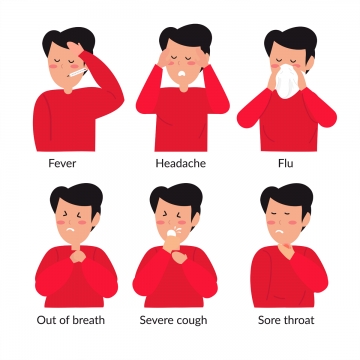 Fever
Headache
Flu
Out of breath
Severe cough
Sore throat